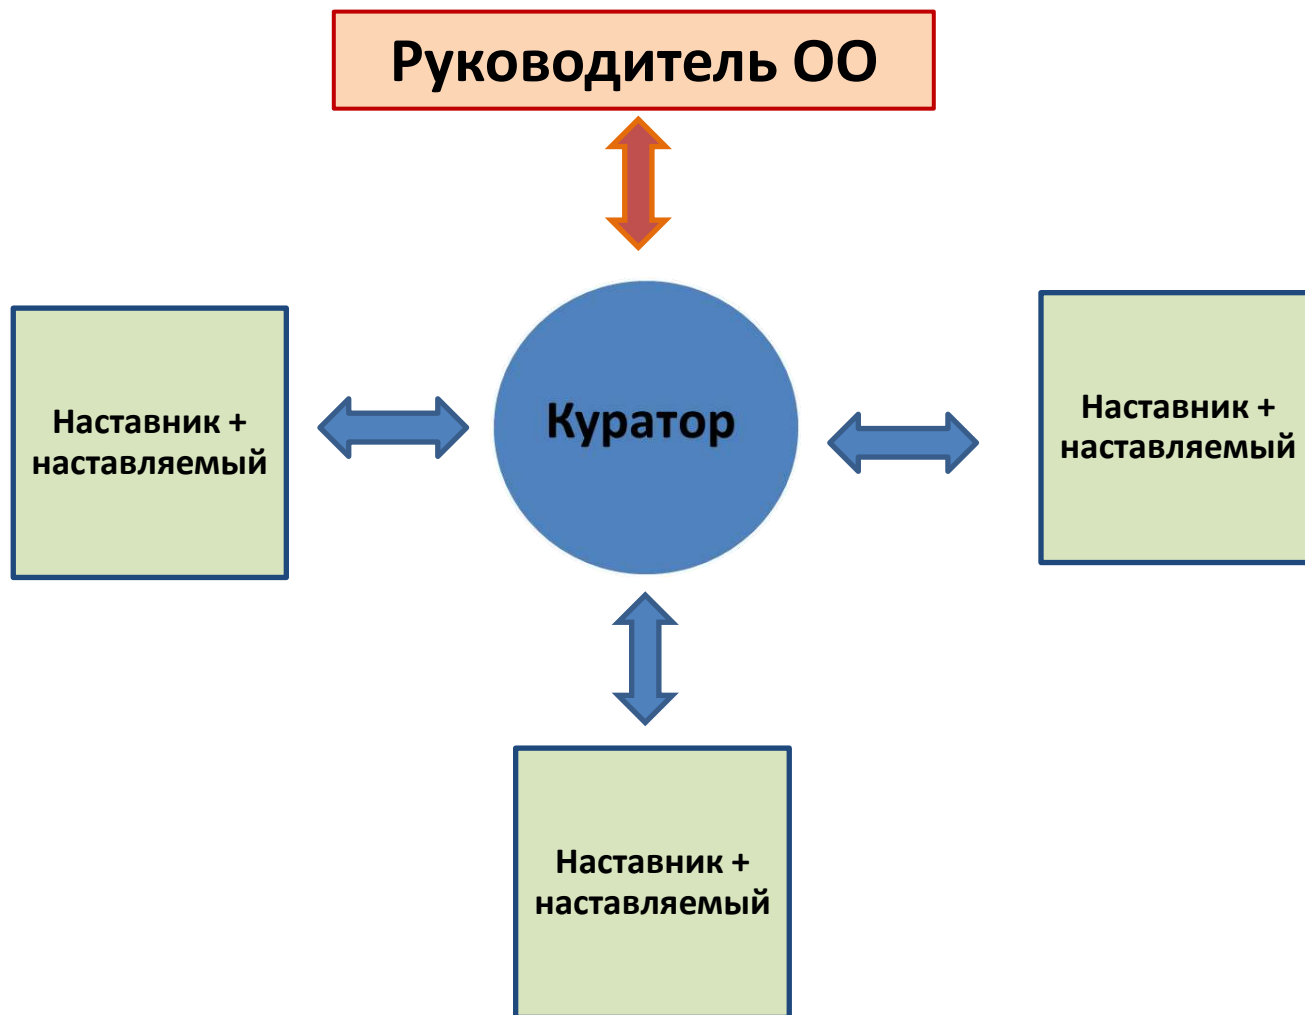 Руководитель ОО
Куратор
Наставник +
наставляемый
Наставник +
наставляемый
Наставник +
наставляемый